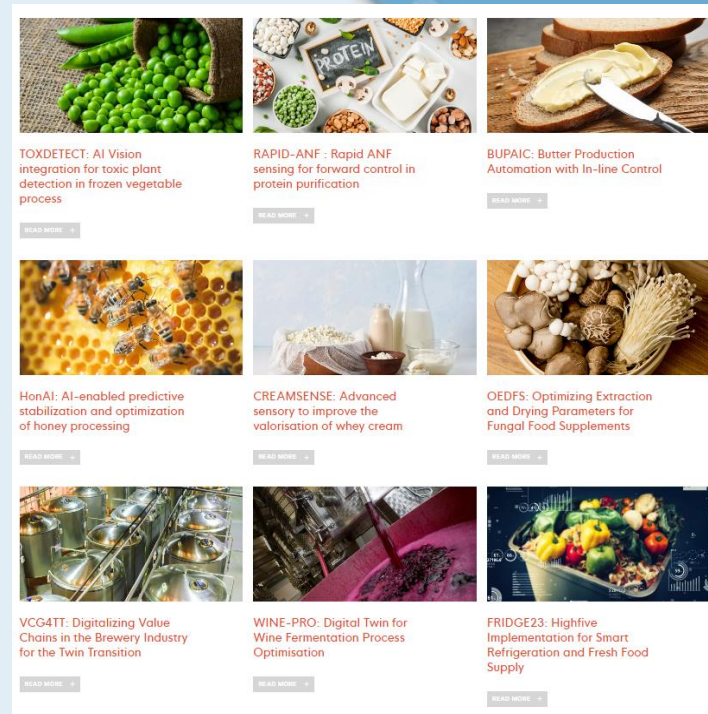 PROTEIN
TOXDETECT: AI Vision
integration for toxic plant
detection in frozen vegetable
process
READ MORE +
RAPID-ANF : Rapid ANF
sensing for forward control in
protein purification
READ MORE +
BUPAIC: Butter Production
Automation with In-line Control
READ MORE +
HonAI: AI-enabled predictive
stabilization and optimization
of honey processing
READ MORE +
CREAMSENSE: Advanced
sensory to improve the
valorisation of whey cream
READ MORE +
OEDFS: Optimizing Extraction
and Drying Parameters for
Fungal Food Supplements
READ MORE +
VCG4TT: Digitalizing Value
Chains in the Brewery Industry
for the Twin Transition
READ MORE +
WINE-PRO: Digital Twin for
Wine Fermentation Process
Optimisation
READ MORE +
FRIDGE23: Highfive
Implementation for Smart
Refrigeration and Fresh Food
Supply
READ MORE +